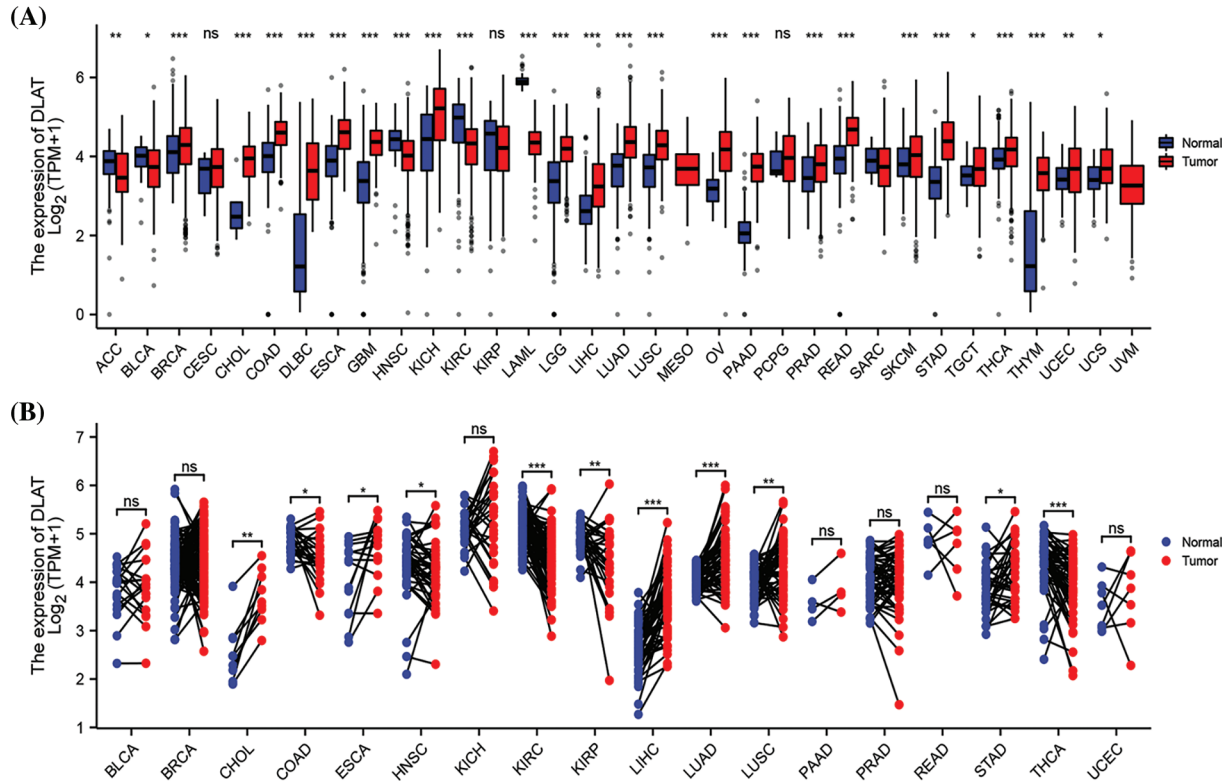 (A)
** * *** ns *** *** *** *** *** *** *** *** ns *** *** *** *** *** *** *** ns *** *** *** *** * *** *** ** *
The expression of DLAT
Log2 (TPM+1)
6
4
2
0
Normal
Tumor
ACC BLCA BRCA CESC CHOL COAD DLBC ESCA GBM HNSC KICH KIRC KIRP LAML LGG LIHC LUAD LUSC MESO OV PAAD PCPG PRAD READ SARC SKCM STAD TGCT THCA THYM UCEC UCS UVM
(B)
The expression of DLAT
Log2 (TPM+1)
7
6
5
4
3
2
1
ns ns ** * * * ns *** ** *** *** ** ns ns ns * *** ns
Normal
Tumor
BLCA BRCA CHOL COAD ESCA HNSC KICH KIRC KIRP LIHC LUAD LUSC PAAD PRAD READ STAD THCA UCEC